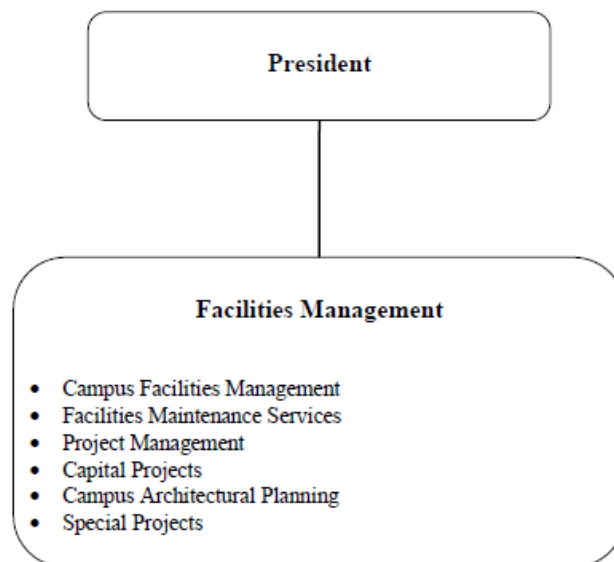 President
Facilities Management
• Campus Facilities Management
• Facilities Maintenance Services
• Project Management
• Capital Projects
• Campus Architectural Planning
• Special Projects